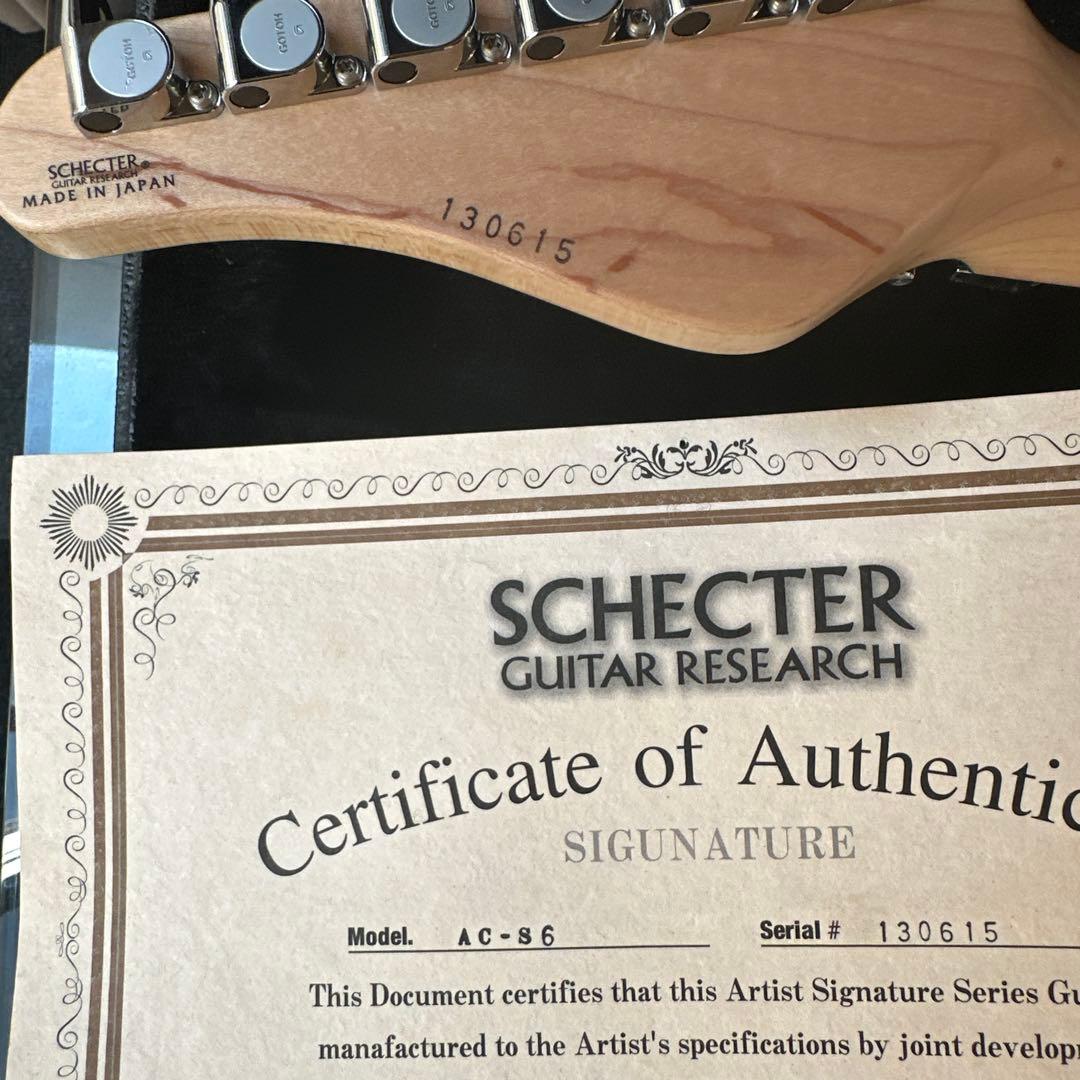 GOTOH
GOTOH
GOTOH
SCHECTER®
GUITAR RESEARCH
MADE IN JAPAN
130615
SCHECTER
GUITAR RESEARCH
Certificate of Authentic
SIGUNATURE
Model. AC-S6 Serial # 130615
This Document certifies that this Artist Signature Series Gu
manafactured to the Artist's specifications by joint develop